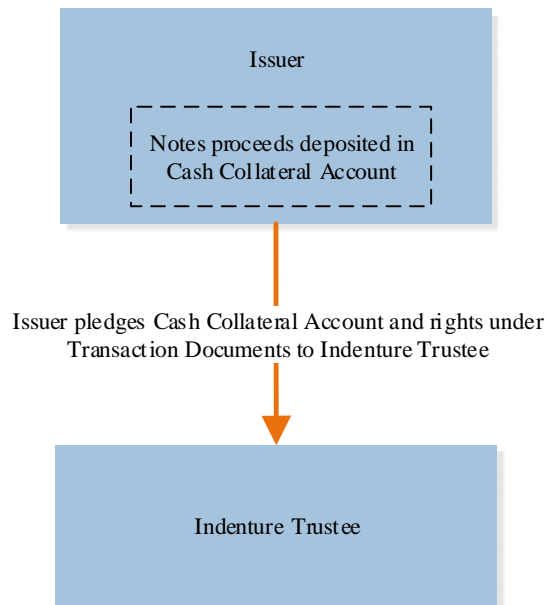 Issuer
Notes proceeds deposited in
Cash Collateral Account
Issuer pledges Cash Collateral Account and rights under
Transaction Documents to Indenture Trustee
Indenture Trustee